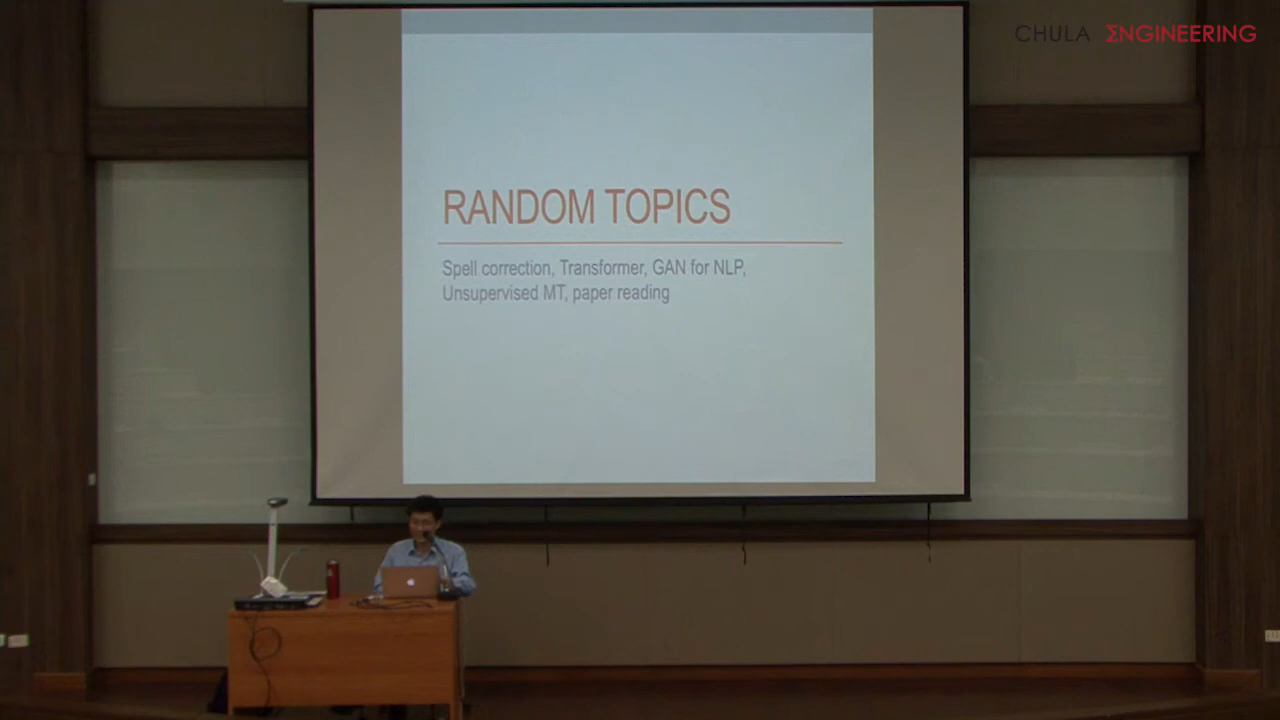 CHULA ΣNGINEERING
RANDOM TOPICS
Spell correction, Transformer, GAN for NLP,
Unsupervised MT, paper reading